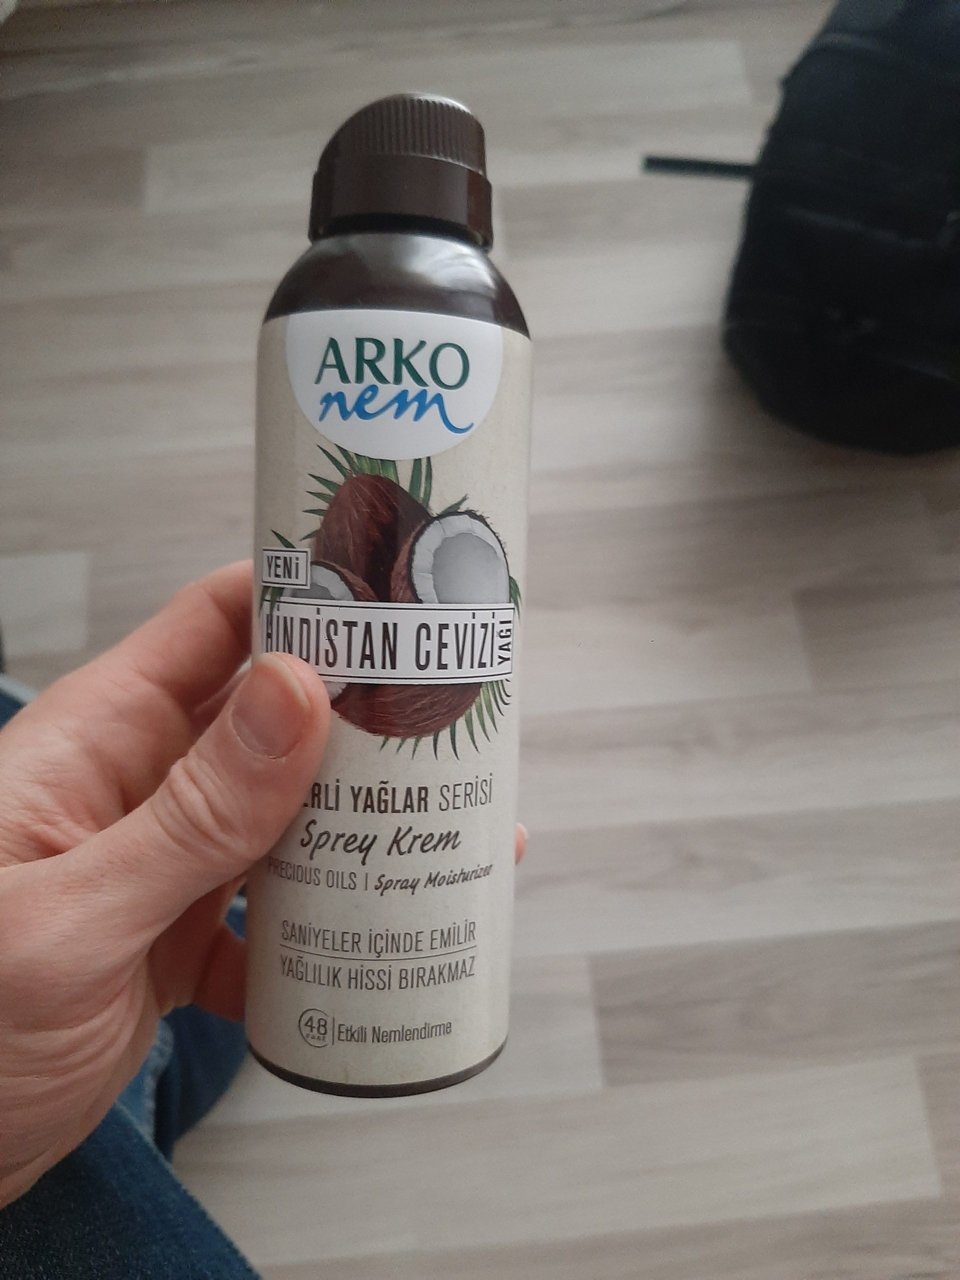 ARKO
nem
YENİ
HİNDİSTAN CEVİZİ YAĞI
YAĞLAR SERİSİ
Sprey Krem
PRECIOUS OILS | Spray Moisturizer
SANİYELER İÇİNDE EMİLİR
YAĞLILIK HİSSİ BIRAKMAZ
48 SAAT Etkili Nemlendirme